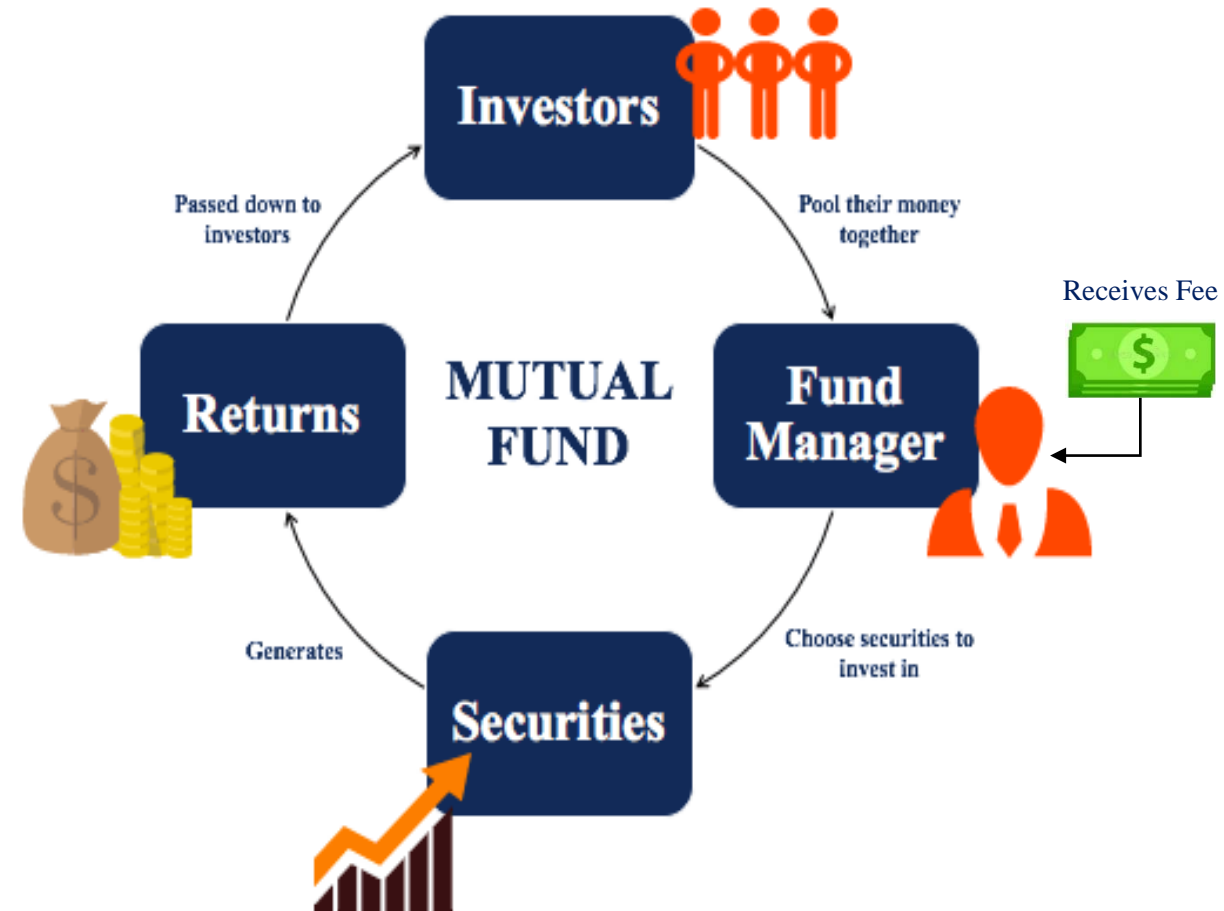 Investors
Passed down to
investors
Pool their money
together
Receives Fee
$
Returns
MUTUAL
FUND
Fund
Manager
$
Generates
Choose securities to
invest in
Securities